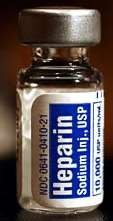 NDC 0641-0410-21
Heparin
Sodium Inj., USP
10,000 USP units/mL